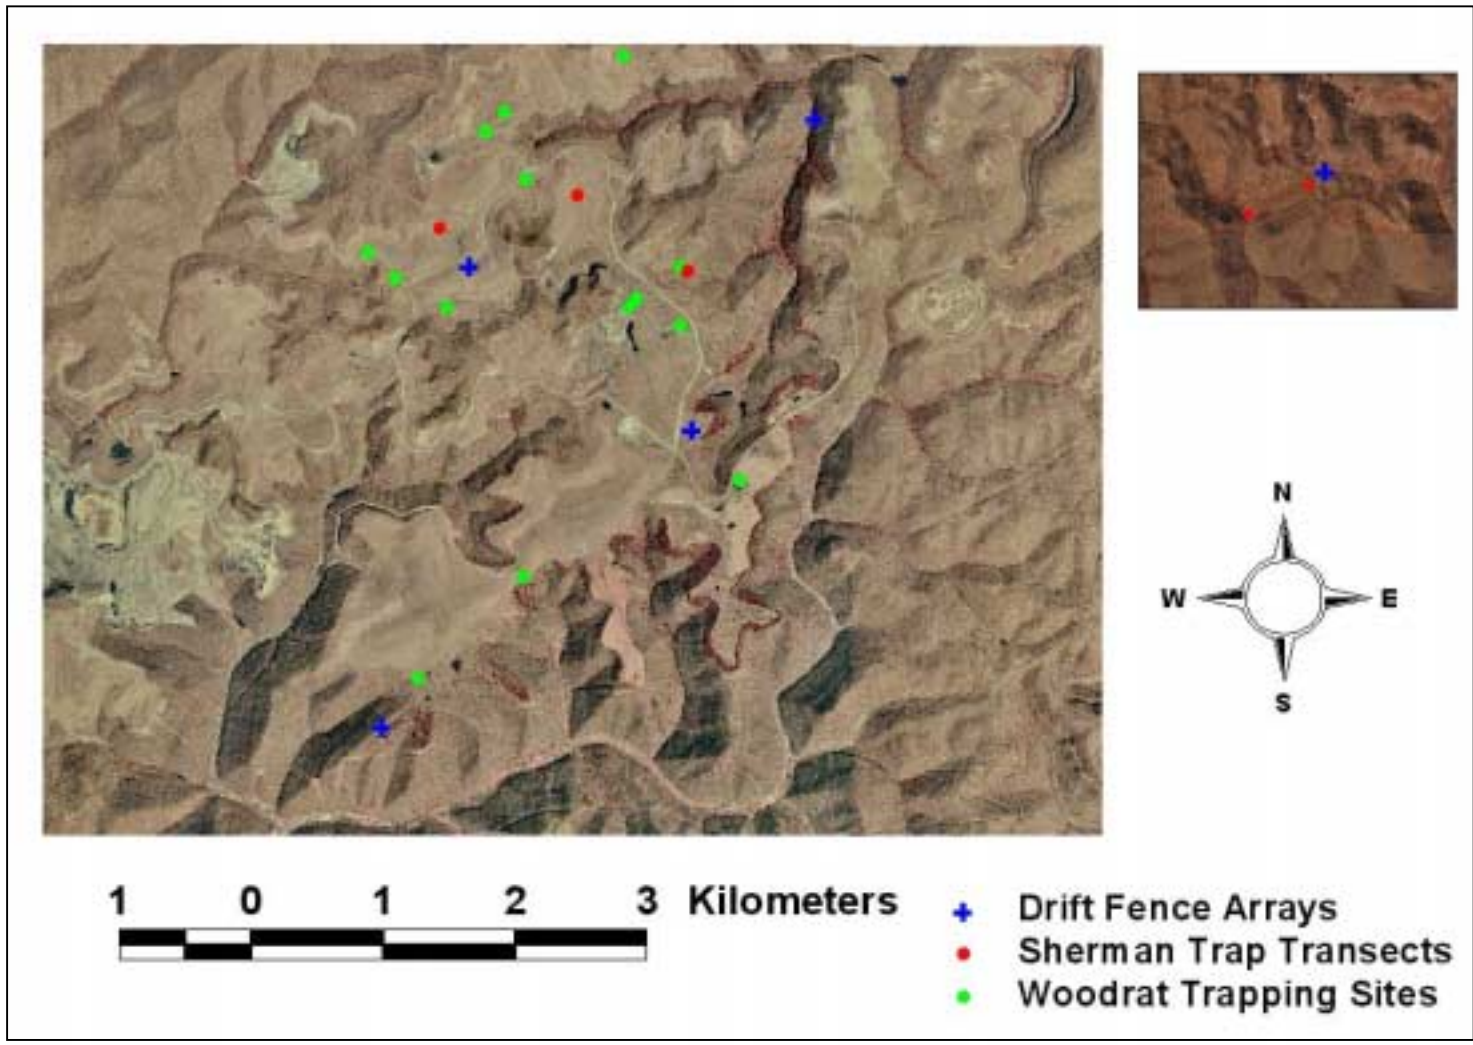 N
W E
S
1 0 1 2 3 Kilometers
Drift Fence Arrays
Sherman Trap Transects
Woodrat Trapping Sites